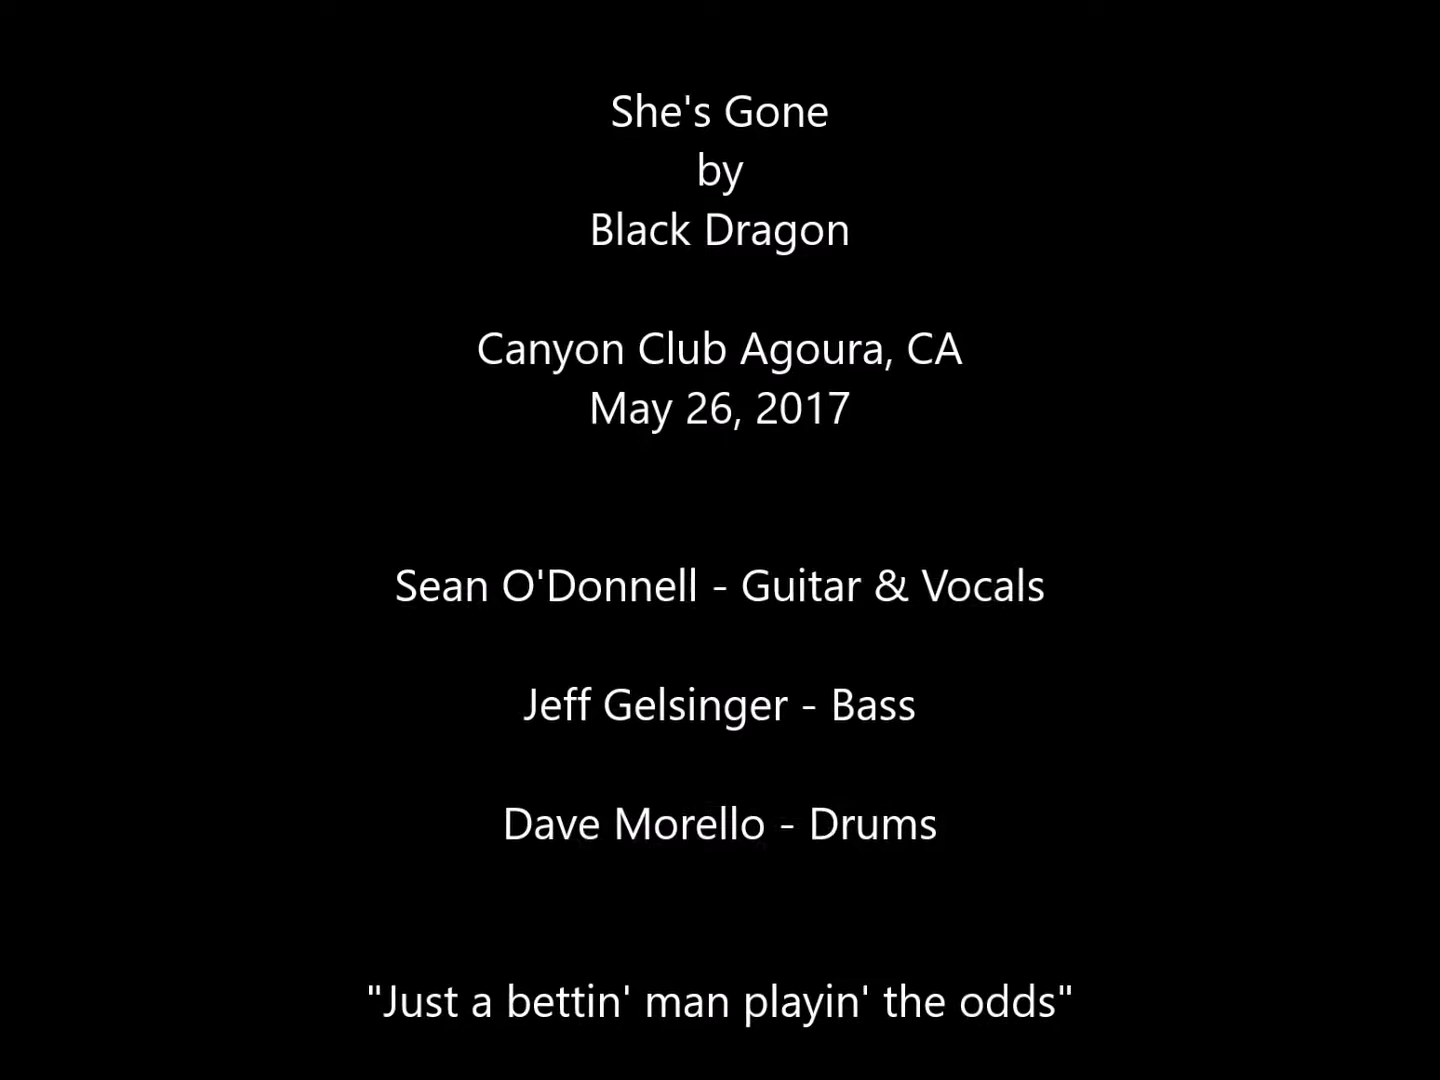 She's Gone
by
Black Dragon
Canyon Club Agoura, CA
May 26, 2017
Sean O'Donnell - Guitar & Vocals
Jeff Gelsinger - Bass
Dave Morello - Drums
"Just a bettin' man playin' the odds"